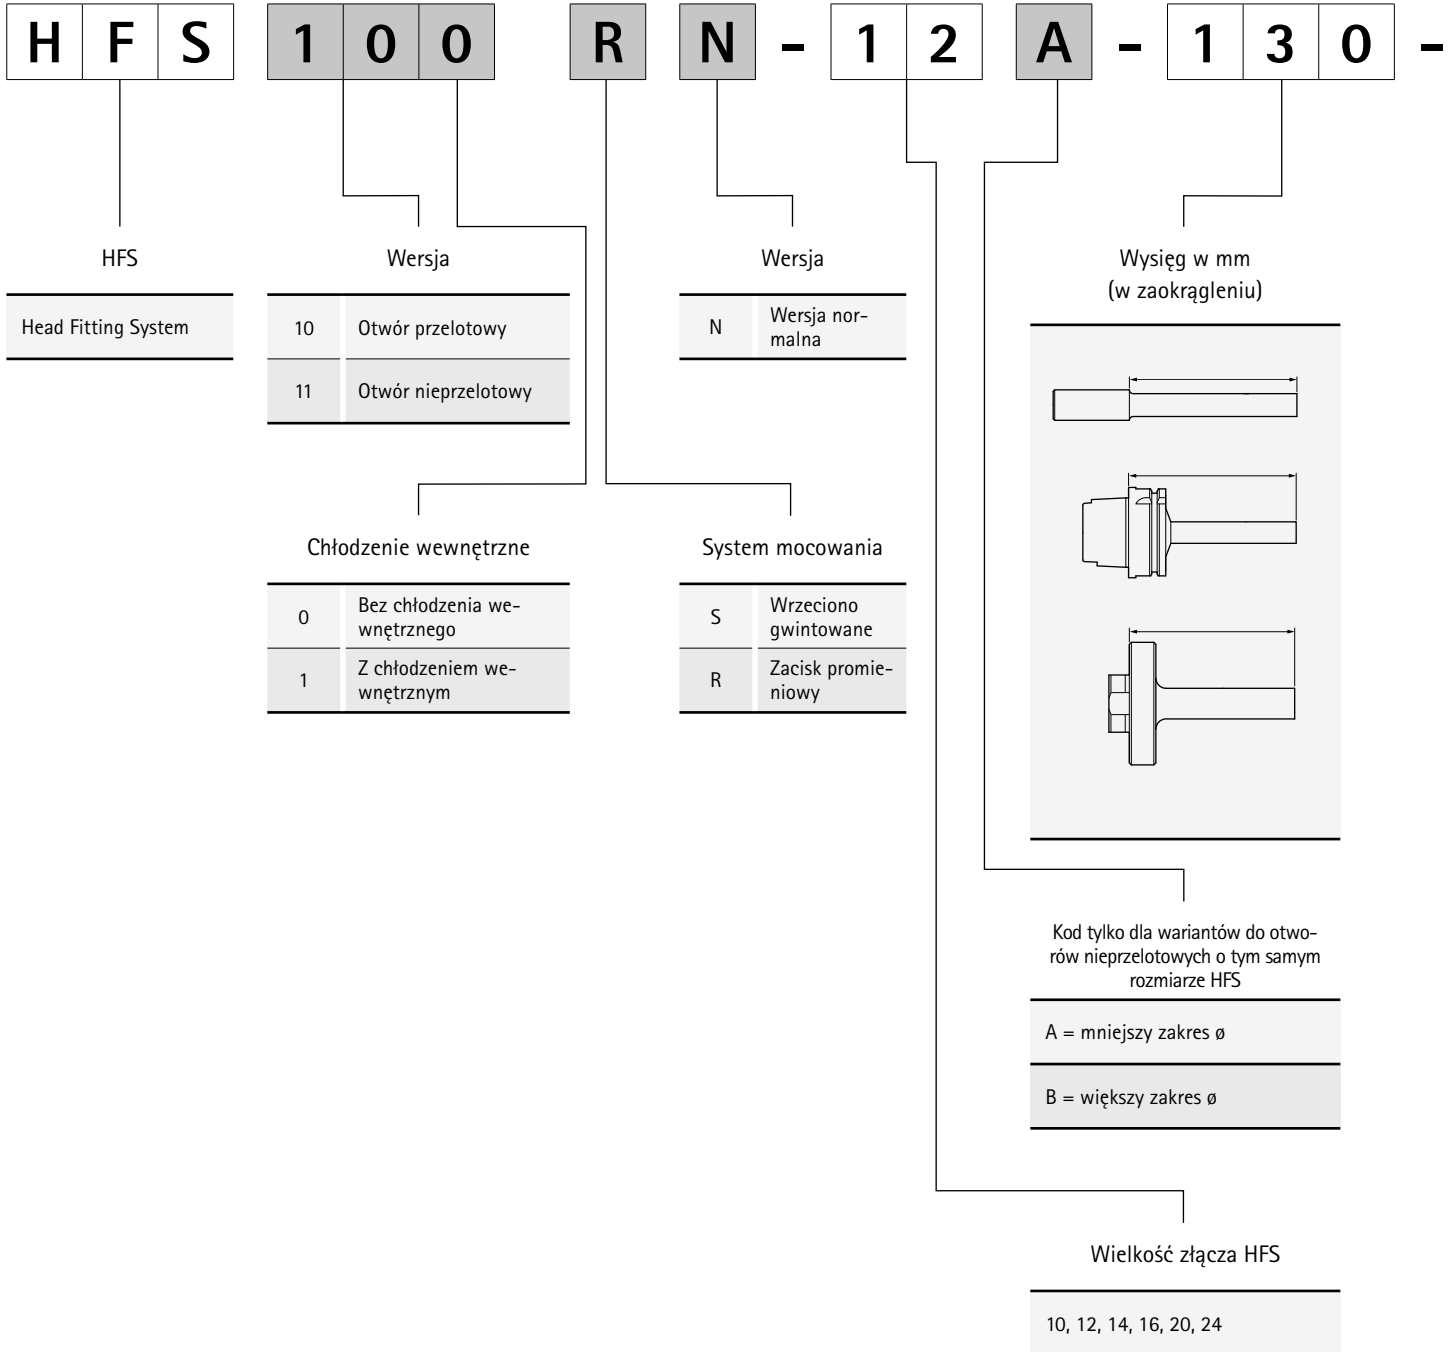 H F S 1 0 0 R N - 1 2 A - 1 3 0 -
HFS
Head Fitting System
Wersja
10 Otwór przelotowy
11 Otwór nieprzelotowy
Wersja
N Wersja nor-
malna
Wysięg w mm
(w zaokrągleniu)
Chłodzenie wewnętrzne
0 Bez chłodzenia we-
wnętrznego
1 Z chłodzeniem we-
wnętrznym
System mocowania
S Wrzeciono
gwintowane
R Zacisk promie-
niowy
Kod tylko dla wariantów do otwo-
rów nieprzelotowych o tym samym
rozmiarze HFS
A = mniejszy zakres ø
B = większy zakres ø
Wielkość złącza HFS
10, 12, 14, 16, 20, 24